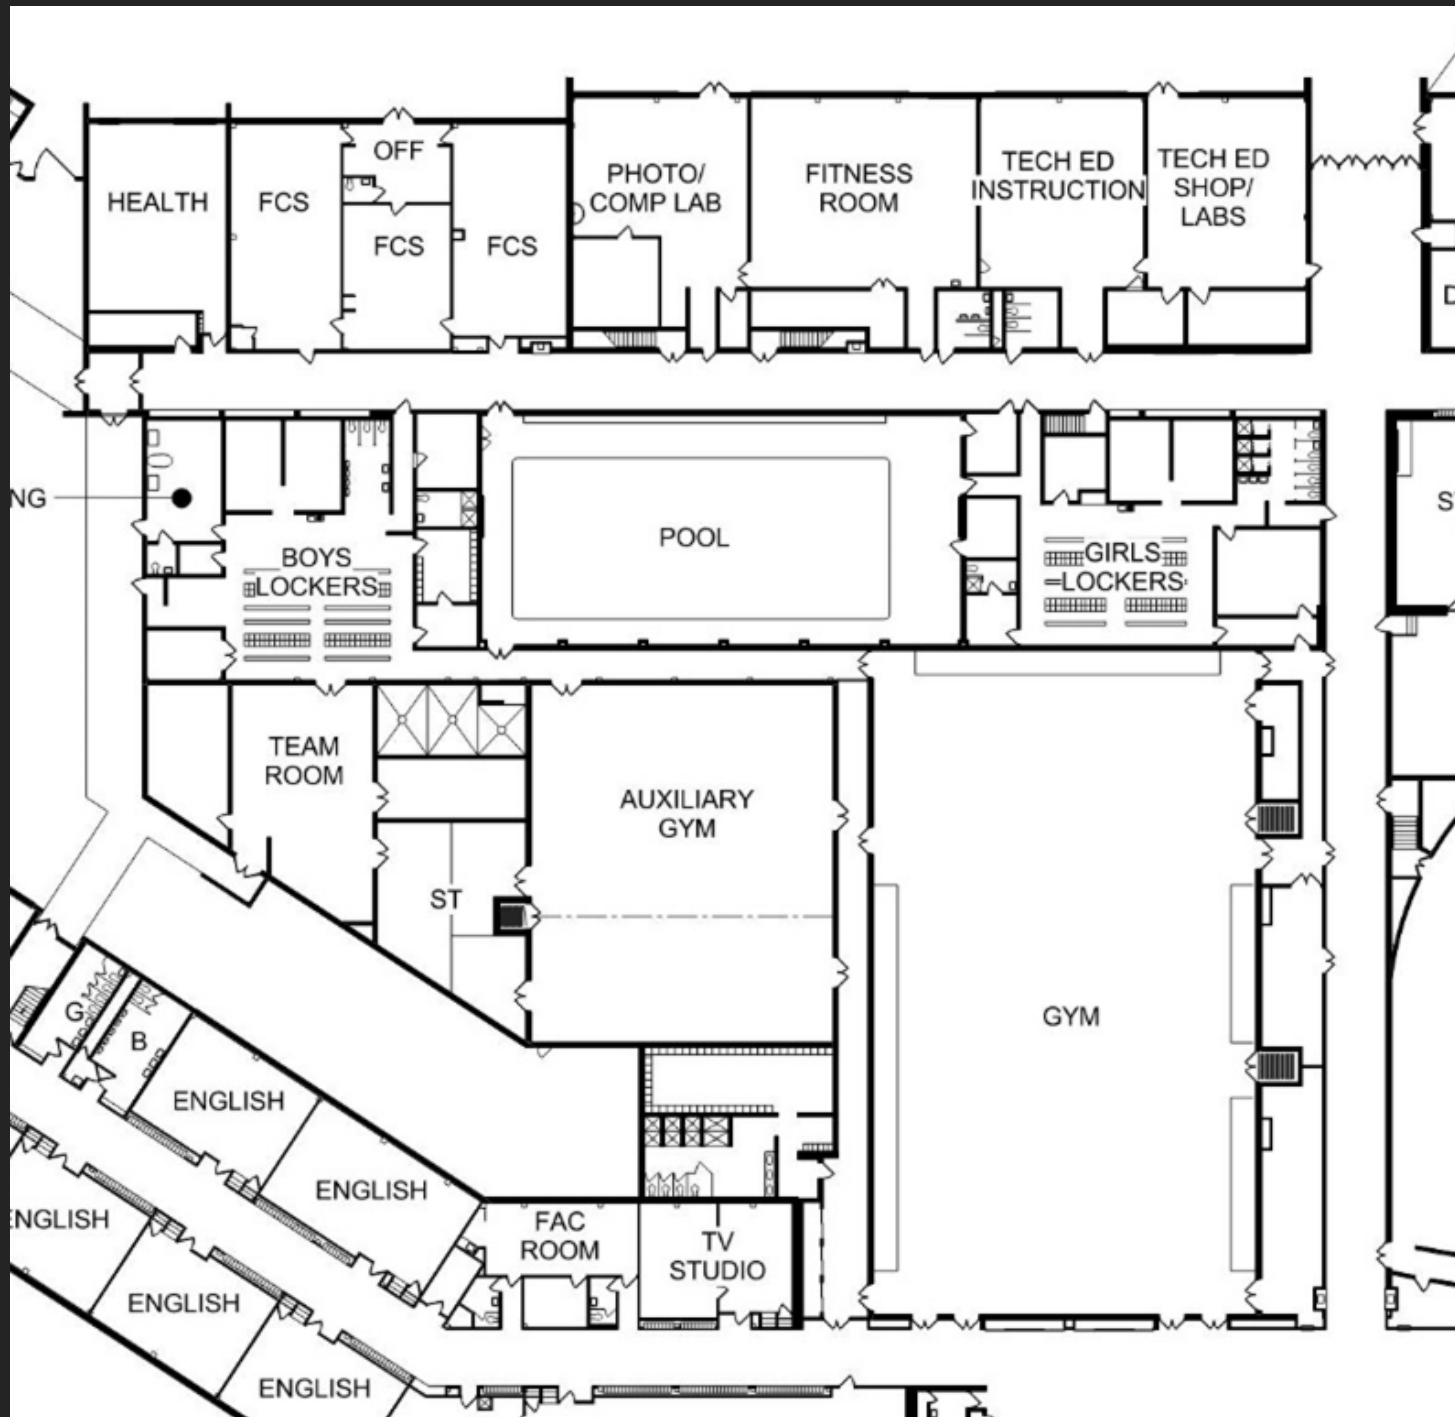 OFF
HEALTH
FCS
FCS
FCS
PHOTO/
COMP LAB
FITNESS
ROOM
TECH ED
INSTRUCTION
TECH ED
SHOP/
LABS
NG
BOYS
LOCKERS
POOL
GIRLS
LOCKERS
TEAM
ROOM
AUXILIARY
GYM
ST
GYM
G
B
ENGLISH
ENGLISH
ENGLISH
ENGLISH
ENGLISH
FAC
ROOM
TV
STUDIO